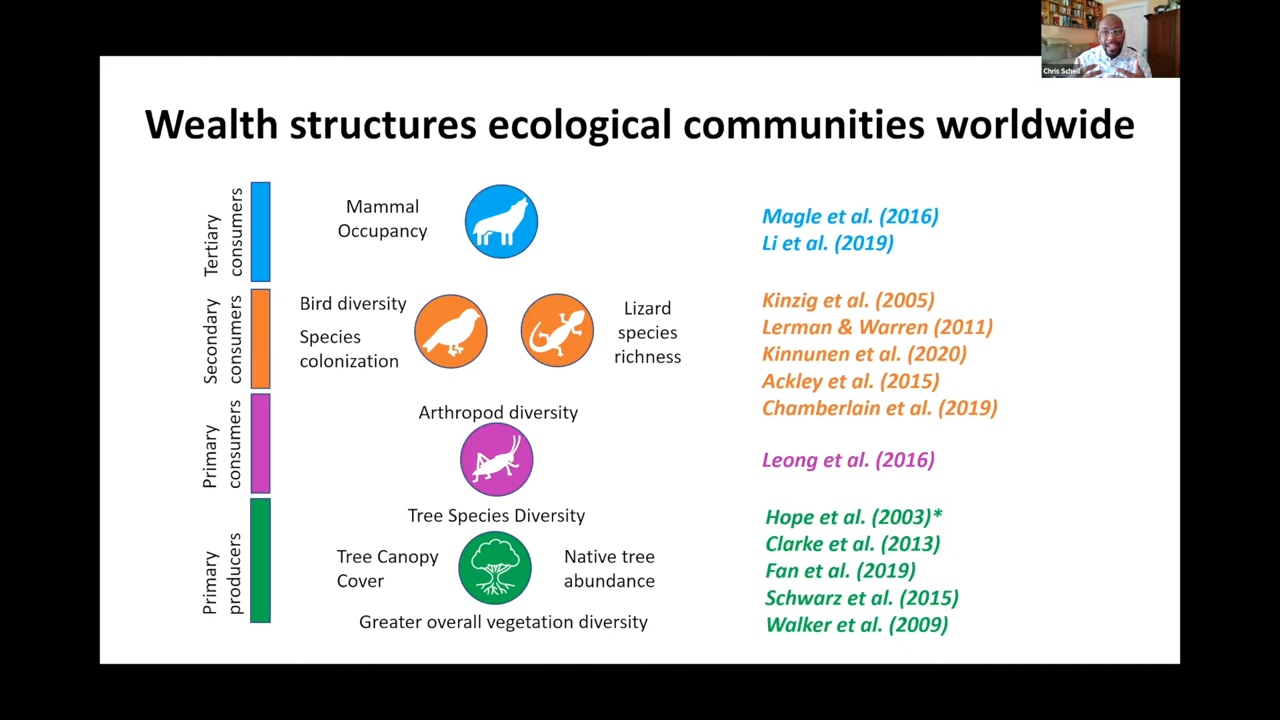 Chris Schell
Wealth structures ecological communities worldwide
Tertiary
consumers
Mammal
Occupancy
Magle et al. (2016)
Li et al. (2019)
Secondary
consumers
Bird diversity
Species
colonization
Lizard
species
richness
Kinzig et al. (2005)
Lerman & Warren (2011)
Kinnunen et al. (2020)
Ackley et al. (2015)
Chamberlain et al. (2019)
Primary
consumers
Arthropod diversity
Leong et al. (2016)
Primary
producers
Tree Species Diversity
Tree Canopy
Cover
Native tree
abundance
Greater overall vegetation diversity
Hope et al. (2003)*
Clarke et al. (2013)
Fan et al. (2019)
Schwarz et al. (2015)
Walker et al. (2009)